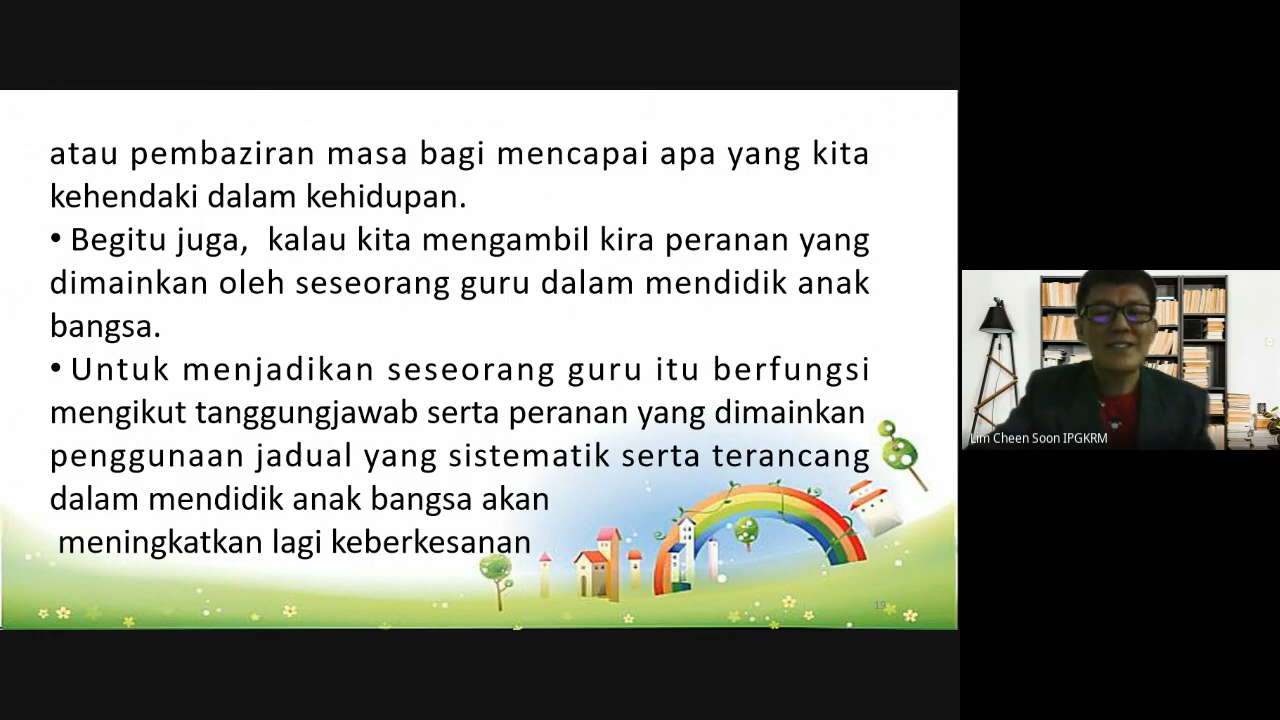 atau pembaziran masa bagi mencapai apa yang kita
kehendaki dalam kehidupan.
• Begitu juga,  kalau kita mengambil kira peranan yang
dimainkan oleh seseorang guru dalam mendidik anak
bangsa.
• Untuk menjadikan seseorang guru itu berfungsi
mengikut tanggungjawab serta peranan yang dimainkan
penggunaan jadual yang sistematik serta terancang
dalam mendidik anak bangsa akan
meningkatkan lagi keberkesanan
19
Lim Cheen Soon IPGKRM